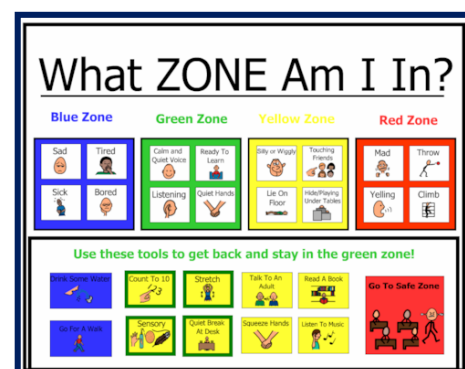 What ZONE Am I In?
Blue Zone
Green Zone
Yellow Zone
Red Zone
Sad
Tired
Sick
Bored
Calm and
Quiet Voice
Ready To
Learn
Listening
Quiet Hands
Silly or Wiggly
Touching
Friends
Lie On
Floor
Hide/Playing
Under Tables
Mad
Throw
Yelling
Climb
Use these tools to get back and stay in the green zone!
Drink Some Water
Count To 10
Stretch
Talk To An
Adult
Read A Book
Go To Safe Zone
Go For A Walk
Sensory
Quiet Break
At Desk
Squeeze Hands
Listen To Music